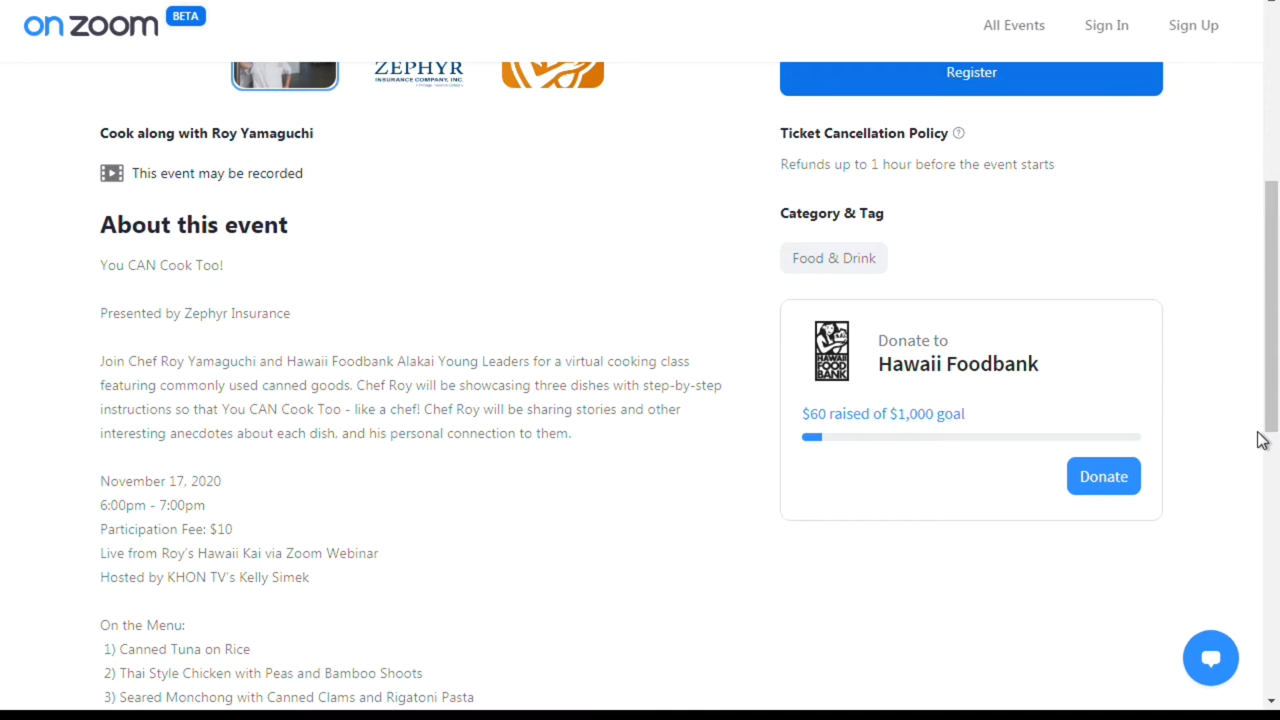 on zoom BETA
All Events
Sign In
Sign Up
ZEPHYR
INSURANCE COMPANY, INC.
Register
Cook along with Roy Yamaguchi
This event may be recorded
About this event
You CAN Cook Too!
Presented by Zephyr Insurance
Join Chef Roy Yamaguchi and Hawaii Foodbank Alakai Young Leaders for a virtual cooking class
featuring commonly used canned goods. Chef Roy will be showcasing three dishes with step-by-step
instructions so that You CAN Cook Too - like a chef! Chef Roy will be sharing stories and other
interesting anecdotes about each dish, and his personal connection to them.
November 17, 2020
6:00pm - 7:00pm
Participation Fee: $10
Live from Roy's Hawaii Kai via Zoom Webinar
Hosted by KHON TV's Kelly Simek
On the Menu:
1) Canned Tuna on Rice
2) Thai Style Chicken with Peas and Bamboo Shoots
3) Seared Monchong with Canned Clams and Rigatoni Pasta
Ticket Cancellation Policy
Refunds up to 1 hour before the event starts
Category & Tag
Food & Drink
HAWAII
FOOD
BANK
Donate to
Hawaii Foodbank
$60 raised of $1,000 goal
Donate